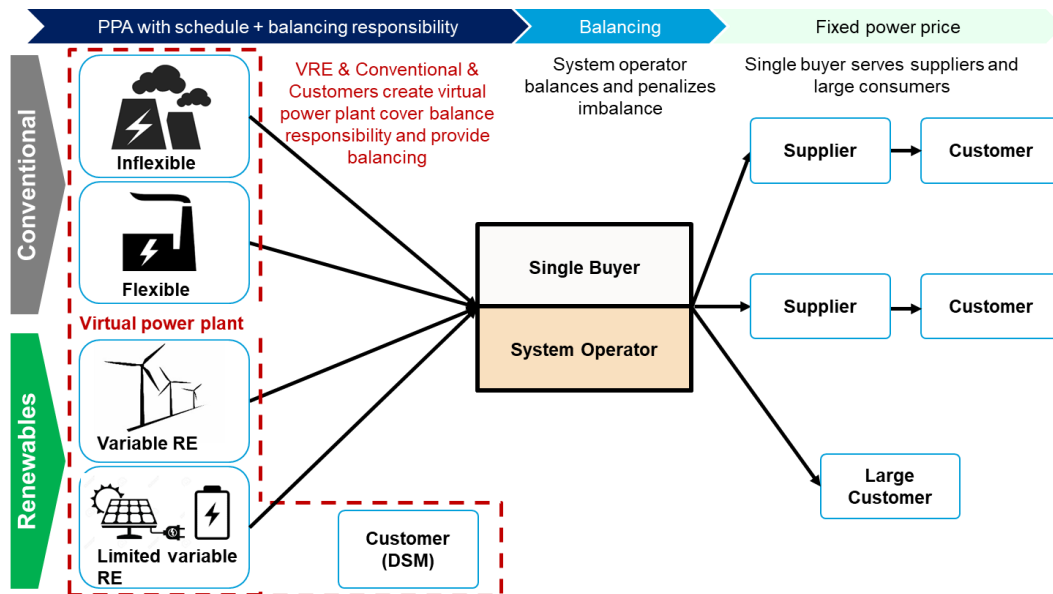 PPA with schedule + balancing responsibility
Balancing
Fixed power price
Conventional
Renewables
Inflexible
Flexible
Virtual power plant
Variable RE
Limited variable
RE
VRE & Conventional &
Customers create virtual
power plant cover balance
responsibility and provide
balancing
Customer
(DSM)
System operator
balances and penalizes
imbalance
Single Buyer
System Operator
Single buyer serves suppliers and
large consumers
Supplier
Customer
Supplier
Customer
Large
Customer